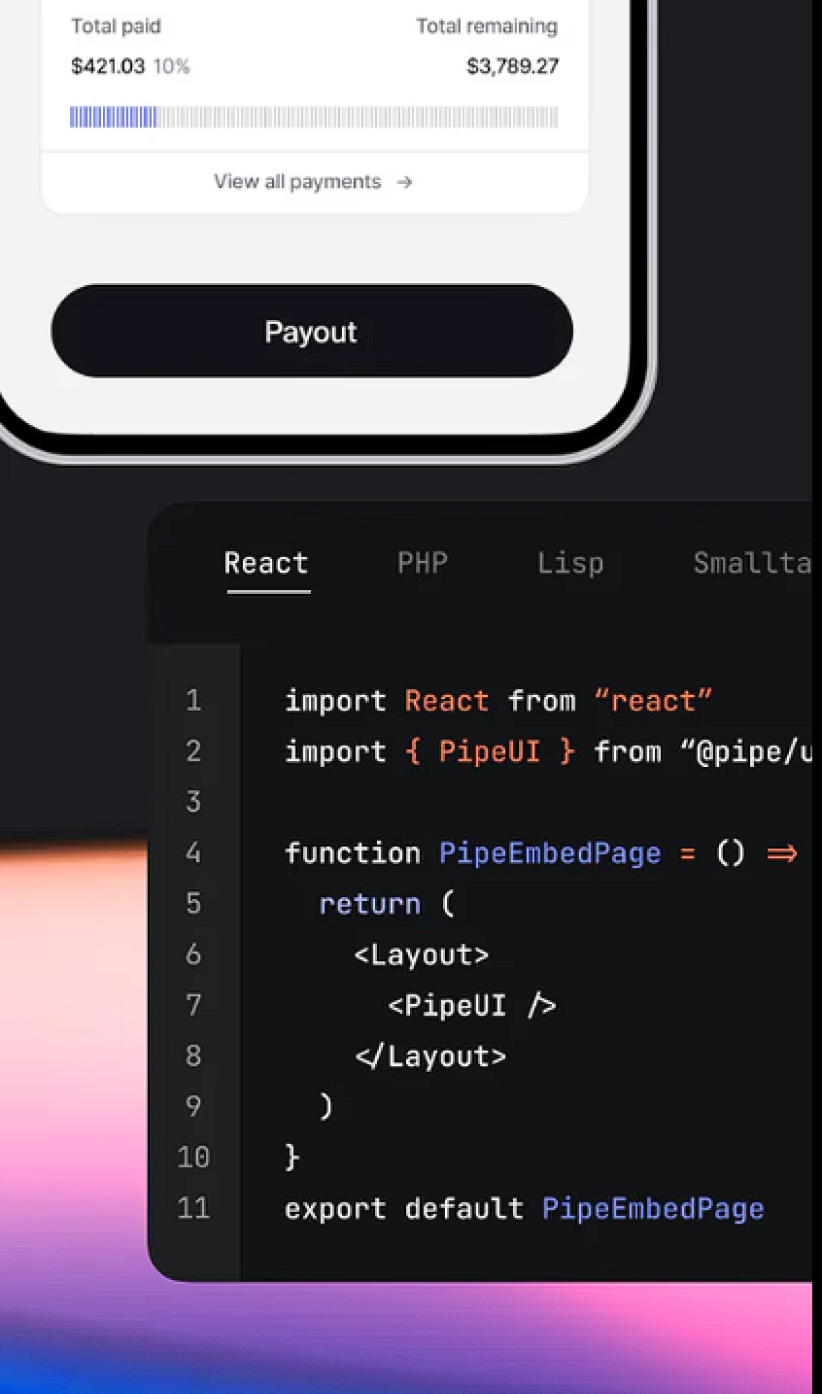 Total paid Total remaining
$421.03 10% $3,789.27
View all payments →
Payout
React PHP Lisp Smallta
1 import React from “react”
2 import { PipeUI } from “@pipe/u
3
4 function PipeEmbedPage = () =>
5 return (
6 <Layout>
7 <PipeUI />
8 </Layout>
9 )
10 }
11 export default PipeEmbedPage